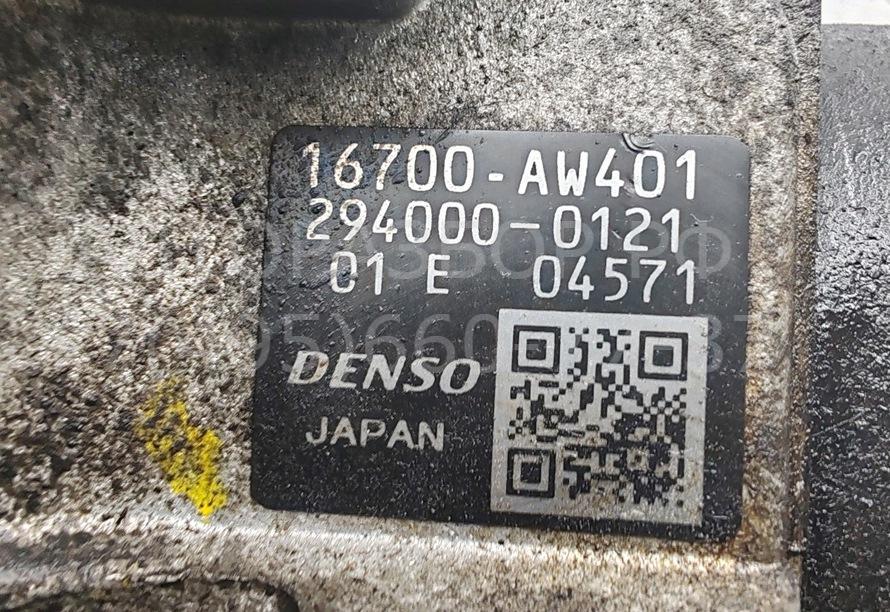 16700-AW401
294000-0121
01 E 04571
DENSO
JAPAN